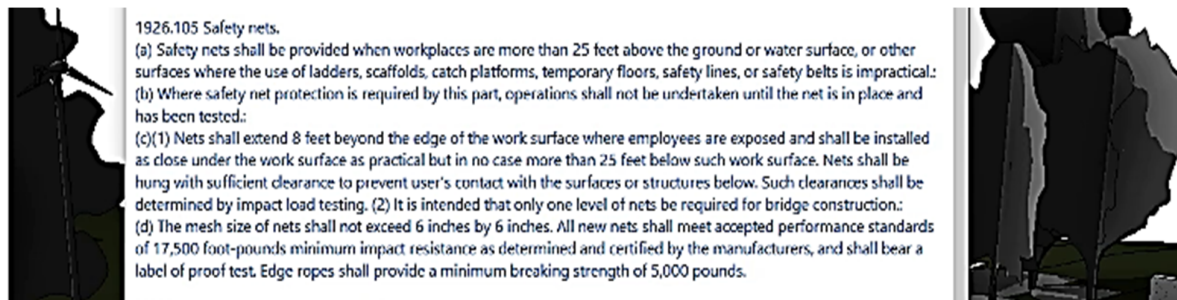 1926.105 Safety nets.
(a) Safety nets shall be provided when workplaces are more than 25 feet above the ground or water surface, or other
surfaces where the use of ladders, scaffolds, catch platforms, temporary floors, safety lines, or safety belts is impractical.:
(b) Where safety net protection is required by this part, operations shall not be undertaken until the net is in place and
has been tested.:
(c)(1) Nets shall extend 8 feet beyond the edge of the work surface where employees are exposed and shall be installed
as close under the work surface as practical but in no case more than 25 feet below such work surface. Nets shall be
hung with sufficient clearance to prevent user's contact with the surfaces or structures below. Such clearances shall be
determined by impact load testing. (2) It is intended that only one level of nets be required for bridge construction.:
(d) The mesh size of nets shall not exceed 6 inches by 6 inches. All new nets shall meet accepted performance standards
of 17,500 foot-pounds minimum impact resistance as determined and certified by the manufacturers, and shall bear a
label of proof test. Edge ropes shall provide a minimum breaking strength of 5,000 pounds.